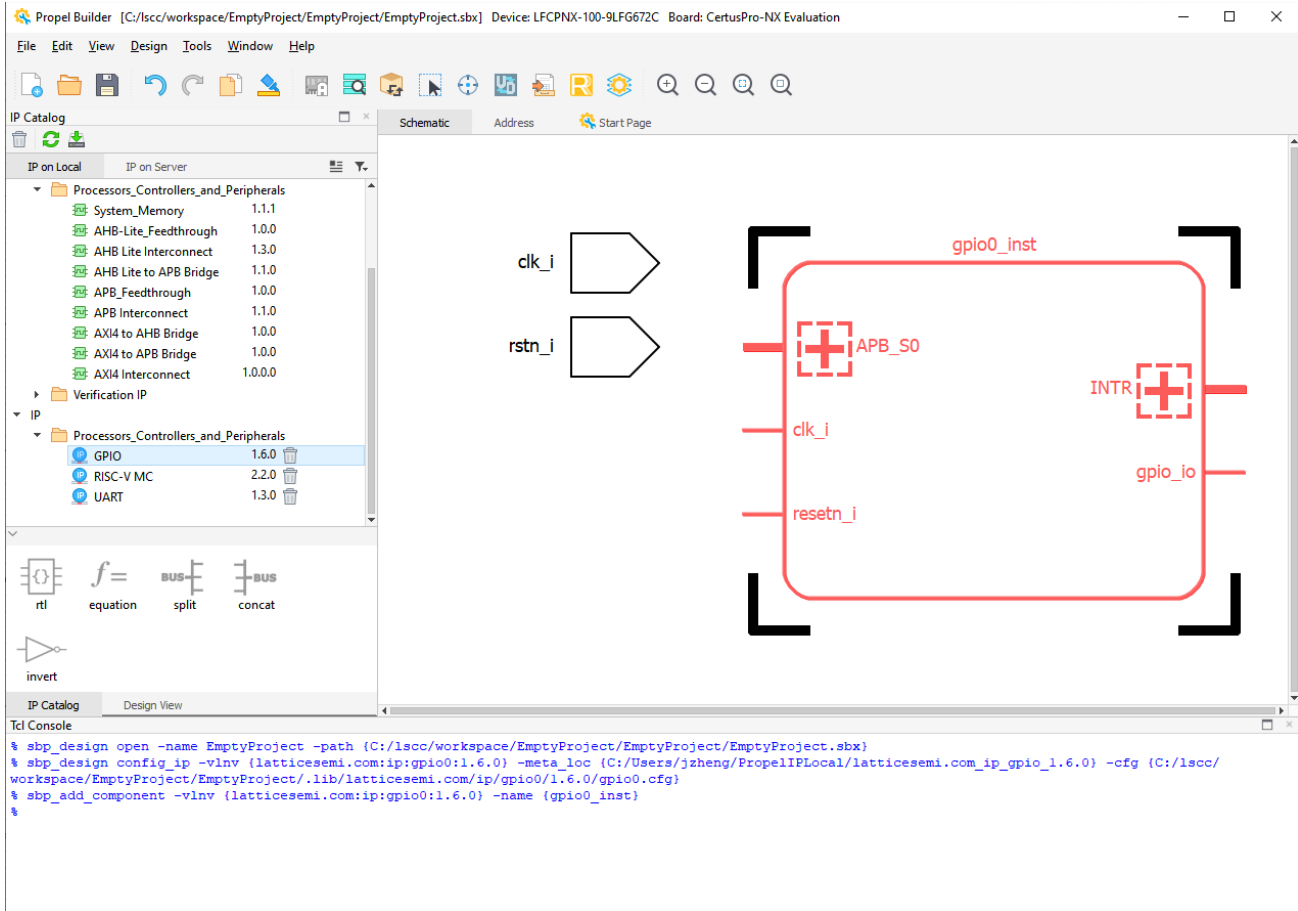 Propel Builder [C:/lscc/workspace/EmptyProject/EmptyProject/EmptyProject.sbx] Device: LFCPNX-100-9LFG672C Board: CertusPro-NX Evaluation
File Edit View Design Tools Window Help
IP Catalog
Schematic Address Start Page
IP on Local IP on Server
Processors_Controllers_and_Peripherals
System_Memory 1.1.1
AHB-Lite_Feedthrough 1.0.0
AHB Lite Interconnect 1.3.0
AHB Lite to APB Bridge 1.1.0
APB_Feedthrough 1.0.0
APB Interconnect 1.1.0
AXI4 to AHB Bridge 1.0.0
AXI4 to APB Bridge 1.0.0
AXI4 Interconnect 1.0.0.0
Verification IP
IP
Processors_Controllers_and_Peripherals
GPIO 1.6.0
RISC-V MC 2.2.0
UART 1.3.0
rtl equation split concat
f=
BUS
BUS
invert
IP Catalog Design View
clk_i
rstn_i
gpio0_inst
APB_S0
INTR
clk_i
gpio_io
resetn_i
Tcl Console
% sbp_design open -name EmptyProject -path {C:/lscc/workspace/EmptyProject/EmptyProject/EmptyProject.sbx}
% sbp_design config_ip -vlnv {latticesemi.com:ip:gpio0:1.6.0} -meta_loc {C:/Users/jzheng/PropelIPLocal/latticesemi.com_ip_gpio_1.6.0} -cfg {C:/lscc/
workspace/EmptyProject/EmptyProject/.lib/latticesemi.com/ip/gpio0/1.6.0/gpio0.cfg}
% sbp_add_component -vlnv {latticesemi.com:ip:gpio0:1.6.0} -name {gpio0_inst}
%